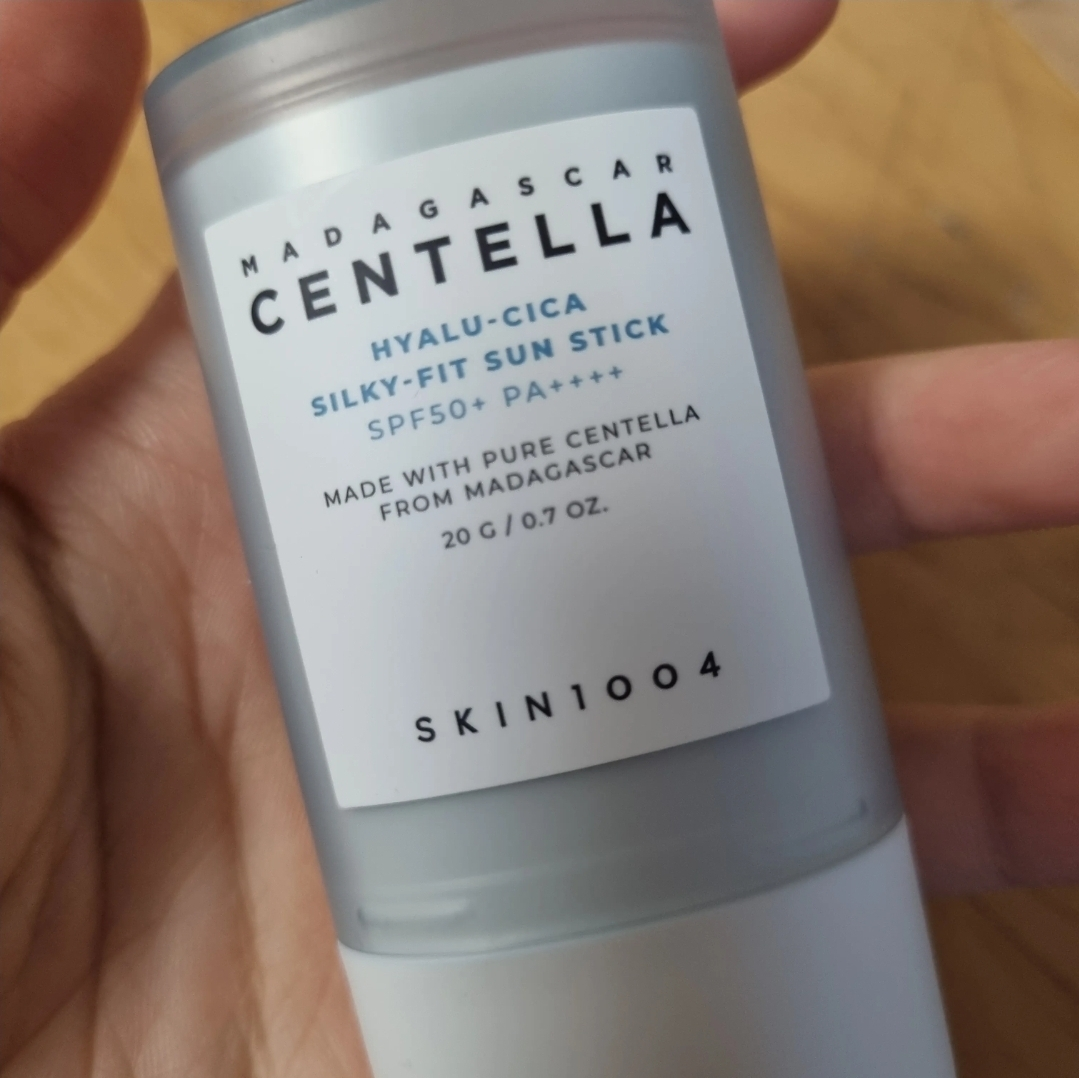 MADAGASCAR
CENTELLA
HYALU-CICA
SILKY-FIT SUN STICK
SPF50+ PA++++
MADE WITH PURE CENTELLA
FROM MADAGASCAR
20 G / 0.7 OZ.
SKIN1004